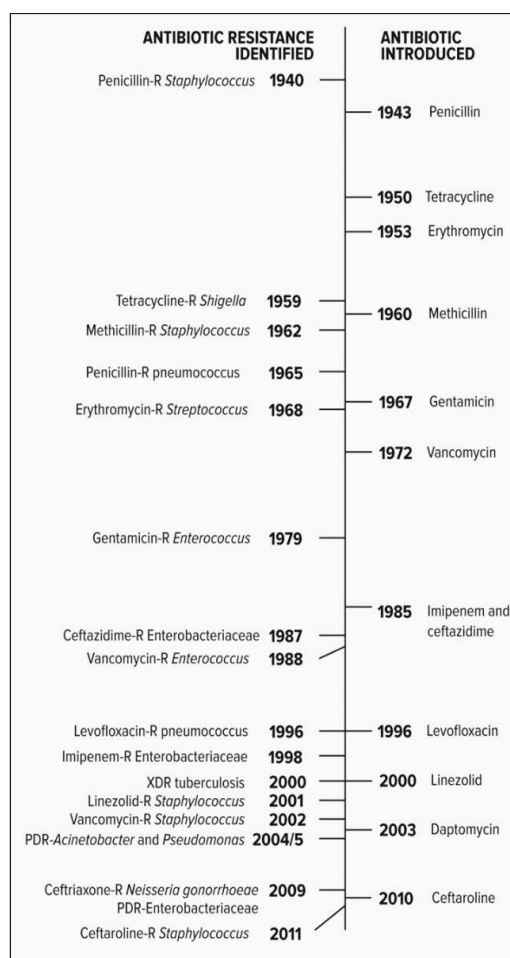 ANTIBIOTIC RESISTANCE
IDENTIFIED
ANTIBIOTIC
INTRODUCED
Penicillin-R Staphylococcus 1940
1943 Penicillin
1950 Tetracycline
1953 Erythromycin
Tetracycline-R Shigella 1959
1960 Methicillin
Methicillin-R Staphylococcus 1962
Penicillin-R pneumococcus 1965
1967 Gentamicin
Erythromycin-R Streptococcus 1968
1972 Vancomycin
Gentamicin-R Enterococcus 1979
1985 Imipenem and
ceftazidime
Ceftazidime-R Enterobacteriaceae 1987
Vancomycin-R Enterococcus 1988
Levofloxacin-R pneumococcus 1996
1996 Levofloxacin
Imipenem-R Enterobacteriaceae 1998
XDR tuberculosis 2000
2000 Linezolid
Linezolid-R Staphylococcus 2001
Vancomycin-R Staphylococcus 2002
2003 Daptomycin
PDR-Acinetobacter and Pseudomonas 2004/5
Ceftriaxone-R Neisseria gonorrhoeae 2009
PDR-Enterobacteriaceae
2010 Ceftaroline
Ceftaroline-R Staphylococcus 2011